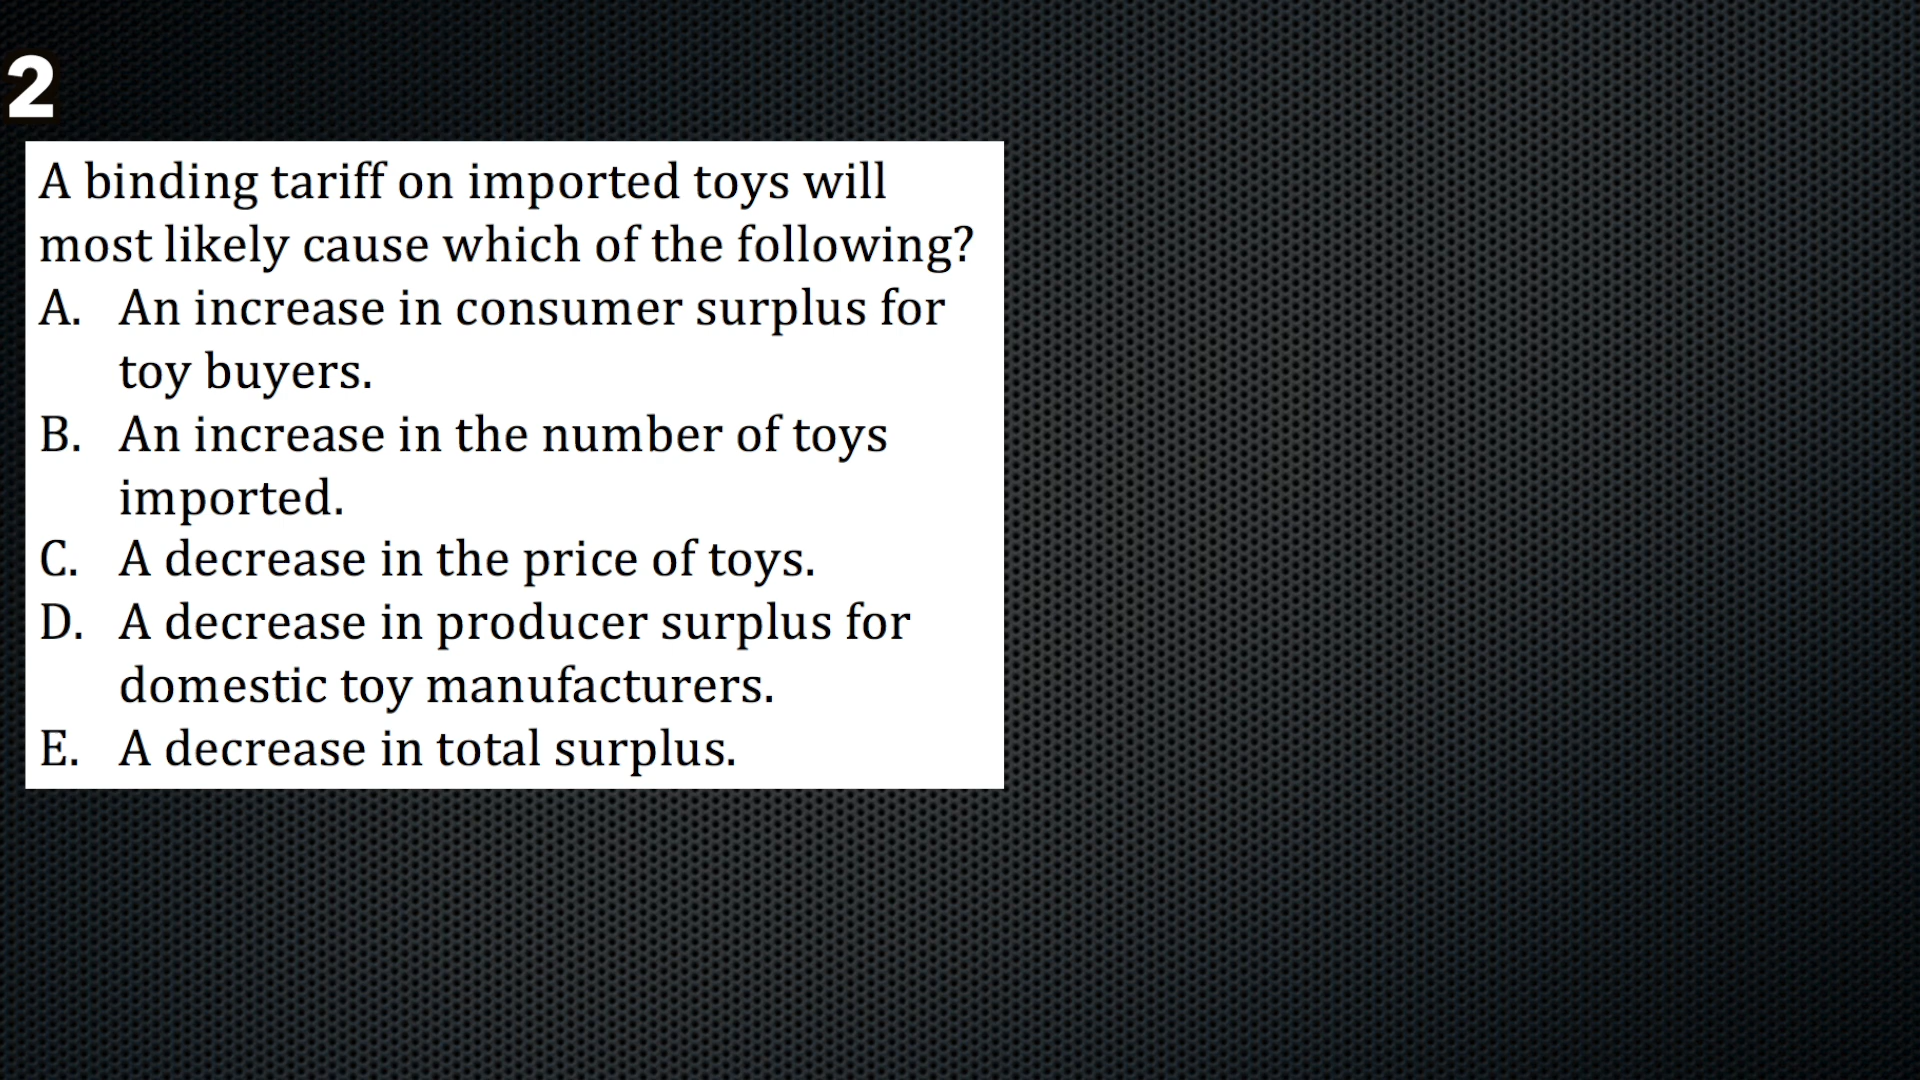 2
A binding tariff on imported toys will
most likely cause which of the following?
A. An increase in consumer surplus for
toy buyers.
B. An increase in the number of toys
imported.
C. A decrease in the price of toys.
D. A decrease in producer surplus for
domestic toy manufacturers.
E. A decrease in total surplus.